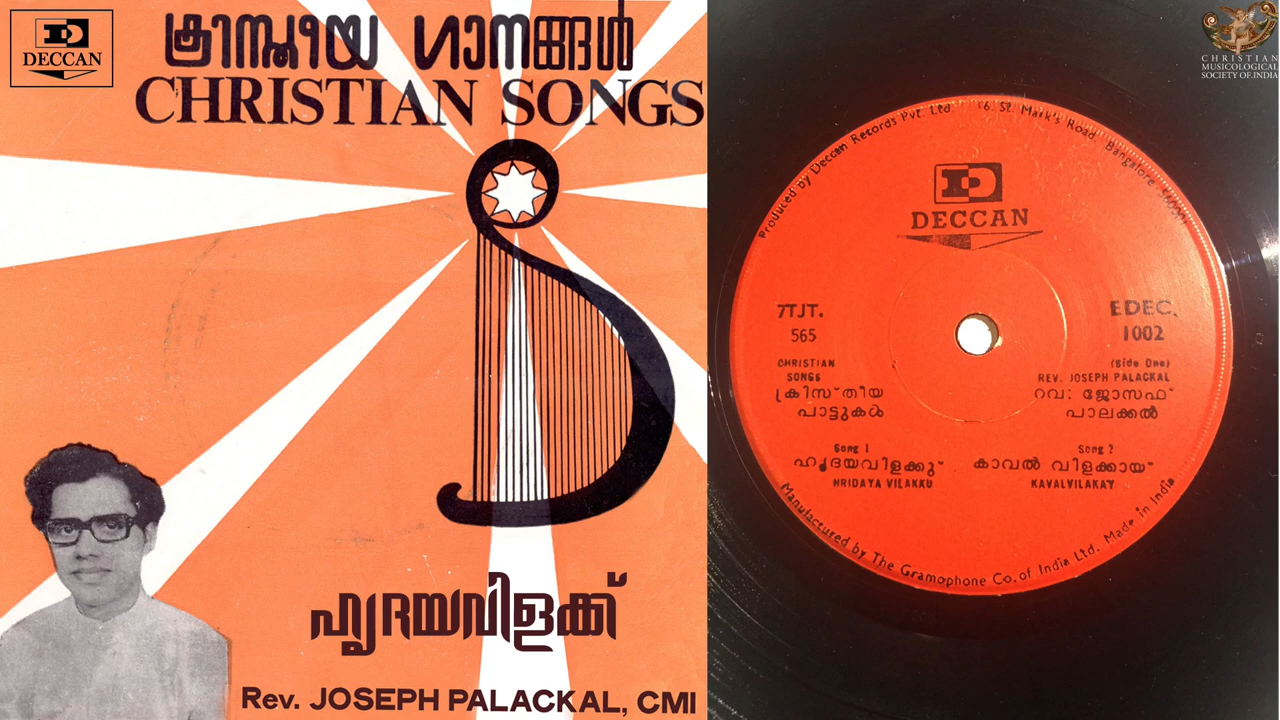 DECCAN
ക്രിസ്തീയ ഗാനങ്ങൾ
CHRISTIAN SONGS
ഹൃദയവിളക്ക്
Rev. JOSEPH PALACKAL, CMI
CHRISTIAN
MUSICOLOGICAL
SOCIETY OF INDIA
Produced by Deccan Records Pvt. Ltd. 16. St. Mark's Road, Bangalore
DECCAN
7TJT.
565
EDEC.
1002
CHRISTIAN
SONGS
ക്രിസ്തീയ
പാട്ടുകൾ
(Side One)
REV. JOSEPH PALACKAL
റവ: ജോസഫ്
പാലക്കൽ
Song 1
ഹൃദയവിളക്കു്
HRIDAYA VILAKKU
Song 2
കാവൽ വിളക്കായ്
KAVALVILAKAY
Manufactured by The Gramophone Co. of India Ltd. Made in India